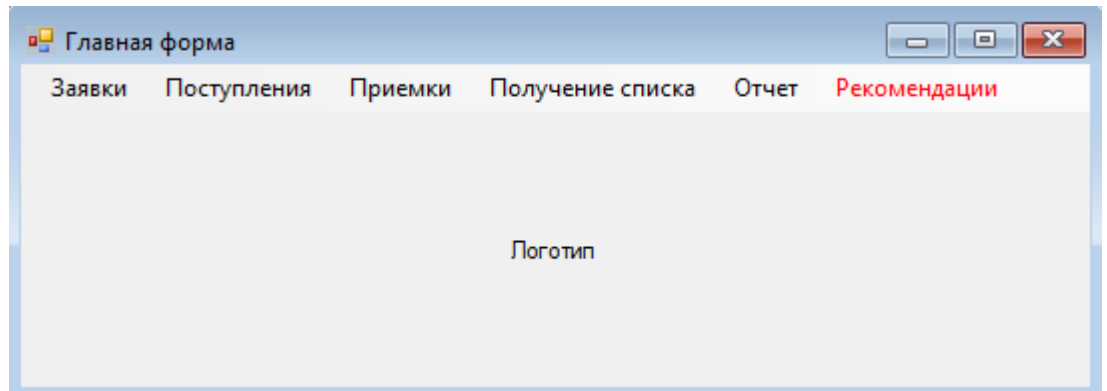 Главная форма
Заявки Поступления Приемки Получение списка Отчет Рекомендации
Логотип